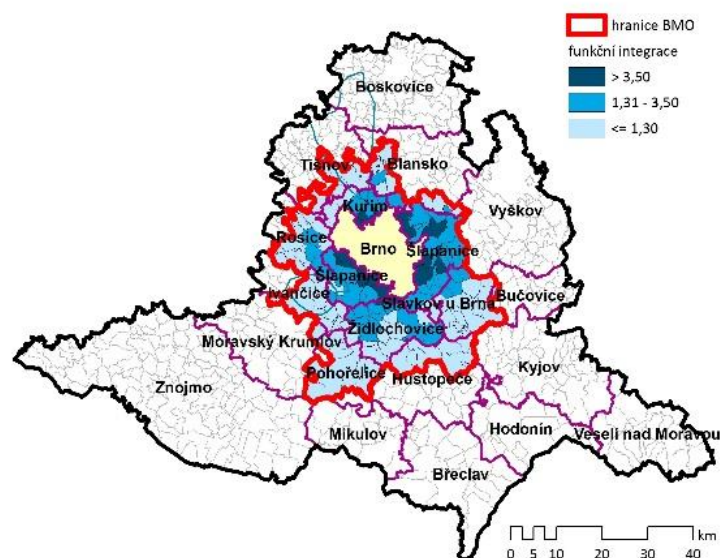 hranice BMO
funkční integrace
> 3,50
1,31 - 3,50
<= 1,30
Boskovice
Tišnov
Blansko
Kuřim
Vyškov
Rosice
Brno
Šlapanice
Šlapanice
Ivančice
Slavkov u Brna
Bučovice
Židlochovice
Moravský Krumlov
Pohořelice
Hustopeče
Kyjov
Znojmo
Mikulov
Hodonín
Veselí nad Moravou
Břeclav
km
0 5 10 20 30 40